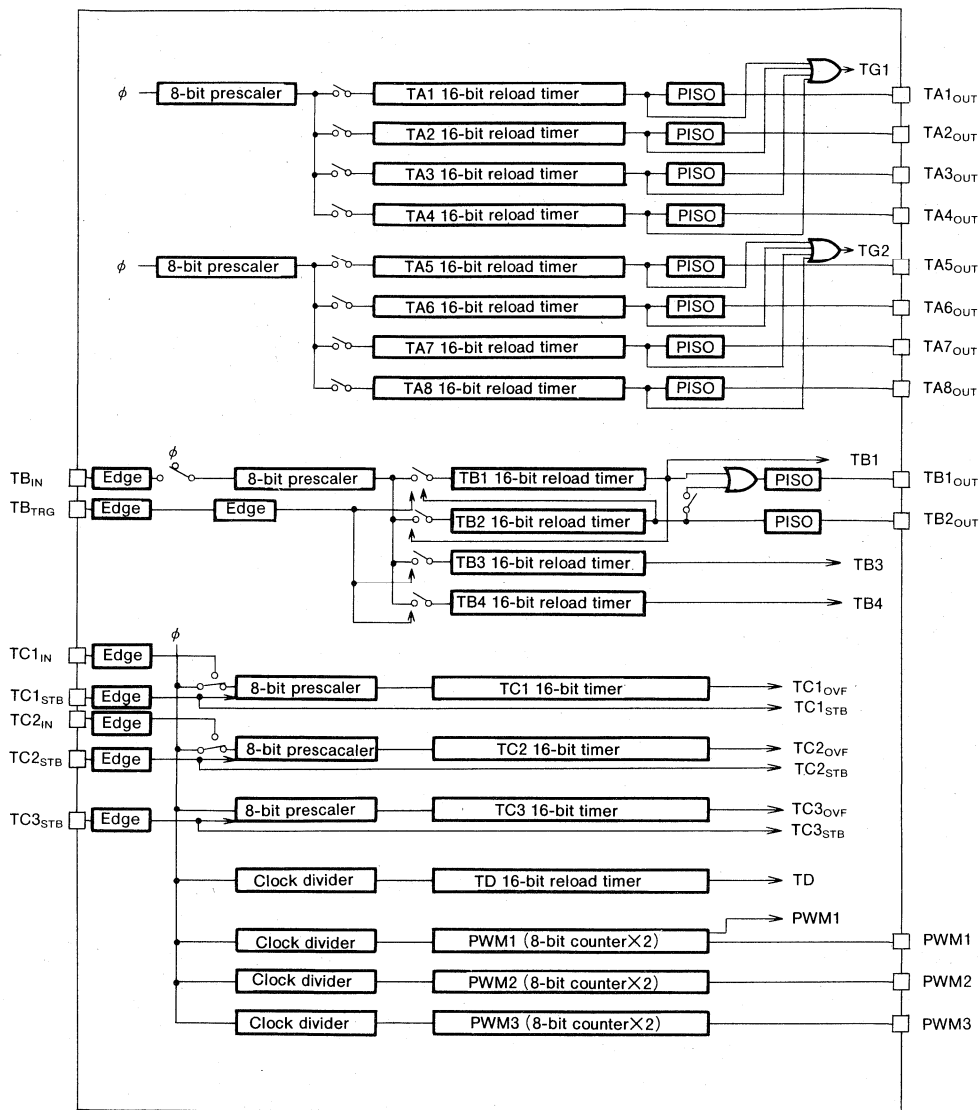 TG1
φ 8-bit prescaler TA1 16-bit reload timer PISO TA1OUT
TA2 16-bit reload timer PISO TA2OUT
TA3 16-bit reload timer PISO TA3OUT
TA4 16-bit reload timer PISO TA4OUT
TG2
φ 8-bit prescaler TA5 16-bit reload timer PISO TA5OUT
TA6 16-bit reload timer PISO TA6OUT
TA7 16-bit reload timer PISO TA7OUT
TA8 16-bit reload timer PISO TA8OUT
φ
TB1
TBIN Edge 8-bit prescaler TB1 16-bit reload timer PISO TB1OUT
TBTRG Edge Edge
TB2 16-bit reload timer PISO TB2OUT
TB3 16-bit reload timer TB3
TB4 16-bit reload timer TB4
φ
TC1IN Edge
8-bit prescaler TC1 16-bit timer TC1OVF
TC1STB Edge TC1STB
TC2IN Edge
8-bit prescacaler TC2 16-bit timer TC2OVF
TC2STB Edge TC2STB
8-bit prescaler TC3 16-bit timer TC3OVF
TC3STB Edge TC3STB
Clock divider TD 16-bit reload timer TD
PWM1
Clock divider PWM1 (8-bit counter×2) PWM1
Clock divider PWM2 (8-bit counter×2) PWM2
Clock divider PWM3 (8-bit counter×2) PWM3